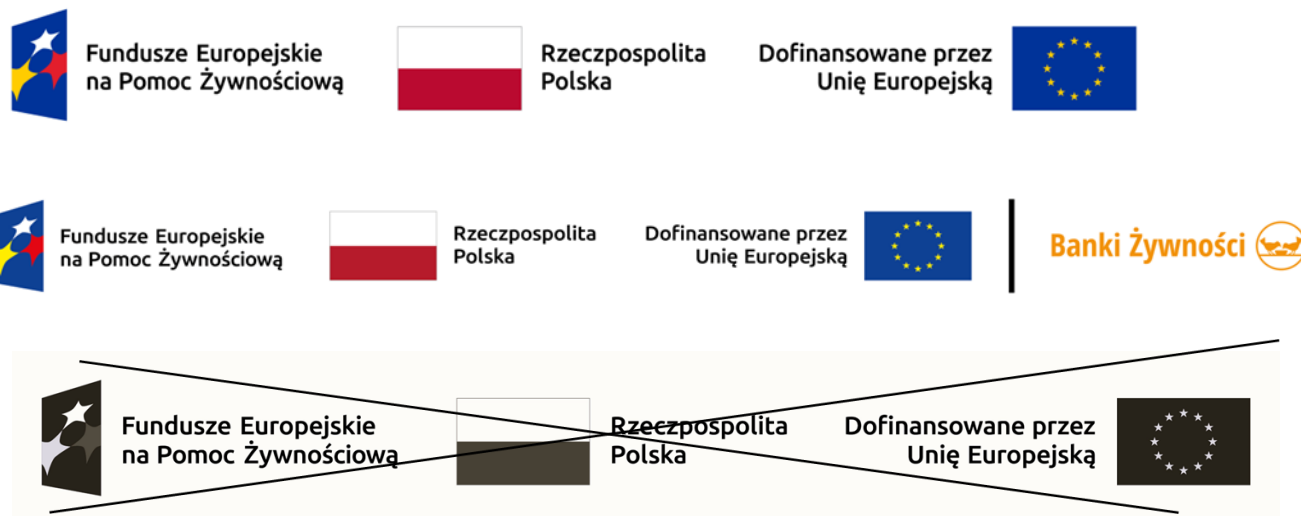 Fundusze Europejskie
na Pomoc Żywnościową
Rzeczpospolita
Polska
Dofinansowane przez
Unię Europejską
Fundusze Europejskie
na Pomoc Żywnościową
Rzeczpospolita
Polska
Dofinansowane przez
Unię Europejską
Banki Żywności
Fundusze Europejskie
na Pomoc Żywnościową
Rzeczpospolita
Polska
Dofinansowane przez
Unię Europejską